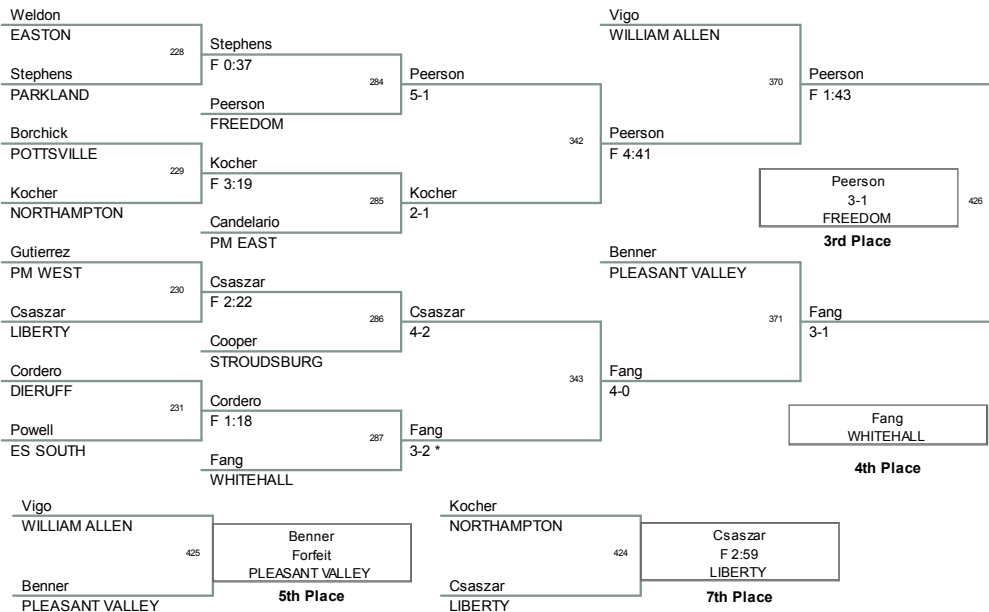 Weldon
EASTON
228
Stephens
PARKLAND
Stephens
F 0:37
284
Peerson
FREEDOM
Borchick
POTTSVILLE
229
Kocher
NORTHAMPTON
Kocher
F 3:19
285
Candelario
PM EAST
Gutierrez
PM WEST
230
Csaszar
LIBERTY
Csaszar
F 2:22
286
Cooper
STROUDSBURG
Cordero
DIERUFF
231
Powell
ES SOUTH
Cordero
F 1:18
287
Fang
WHITEHALL
Peerson
5-1
342
Kocher
2-1
Csaszar
4-2
343
Fang
3-2 *
Vigo
WILLIAM ALLEN
370
Peerson
F 4:41
Peerson
F 1:43
Peerson
3-1
FREEDOM
426
3rd Place
Benner
PLEASANT VALLEY
371
Fang
4-0
Fang
3-1
Fang
WHITEHALL
4th Place
Vigo
WILLIAM ALLEN
425
Benner
PLEASANT VALLEY
Benner
Forfeit
PLEASANT VALLEY
5th Place
Kocher
NORTHAMPTON
424
Csaszar
LIBERTY
Csaszar
F 2:59
LIBERTY
7th Place